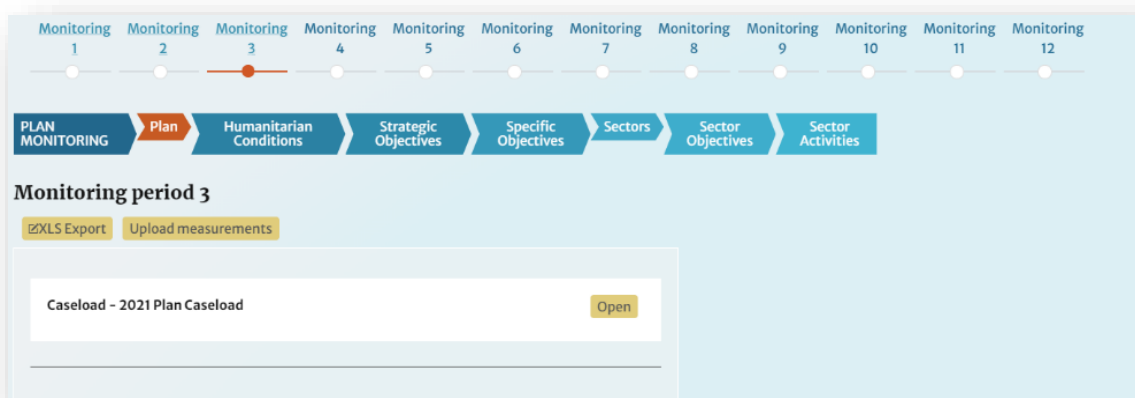 Monitoring Monitoring Monitoring Monitoring Monitoring Monitoring Monitoring Monitoring Monitoring Monitoring Monitoring Monitoring
1 2 3 4 5 6 7 8 9 10 11 12
PLAN MONITORING
Plan
Humanitarian
Conditions
Strategic
Objectives
Specific
Objectives
Sectors
Sector
Objectives
Sector
Activities
Monitoring period 3
XLS Export Upload measurements
Caseload - 2021 Plan Caseload Open